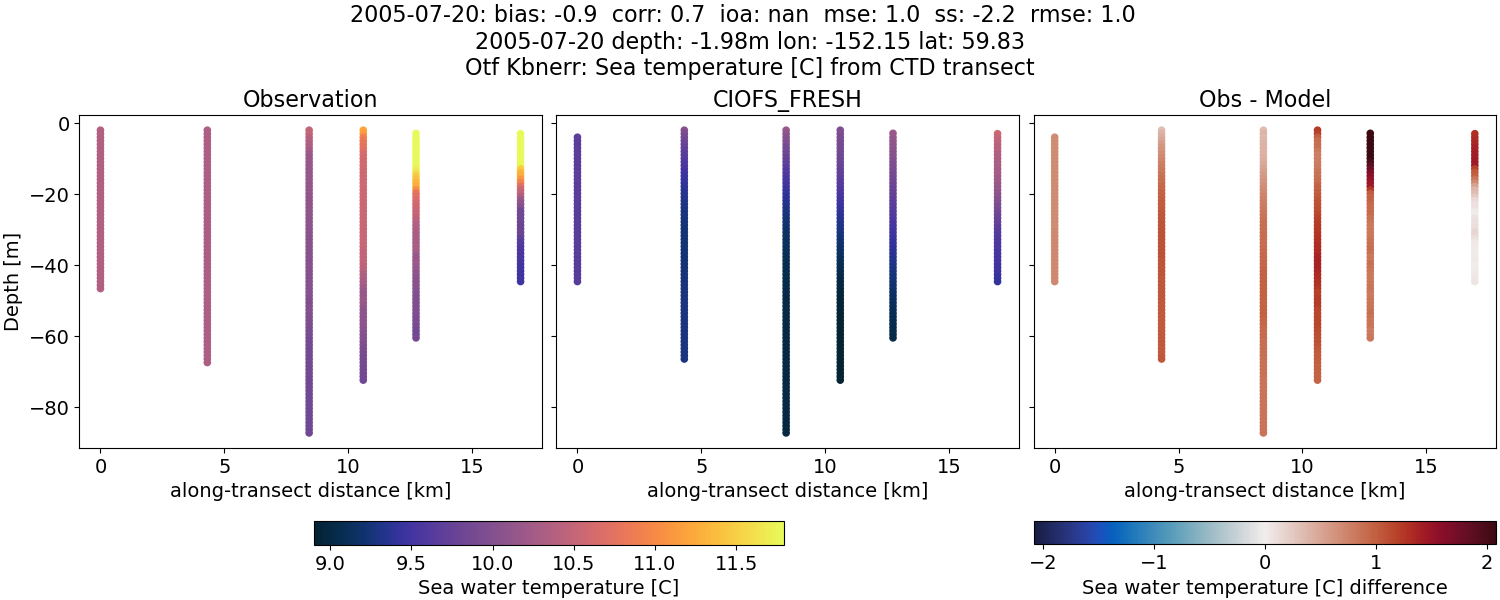 2005-07-20: bias: -0.9  corr: 0.7  ioa: nan  mse: 1.0  ss: -2.2  rmse: 1.0
2005-07-20 depth: -1.98m lon: -152.15 lat: 59.83
Otf Kbnerr: Sea temperature [C] from CTD transect
Observation
CIOFS_FRESH
Obs - Model
Depth [m]
0
−20
−40
−60
−80
0 5 10 15
0 5 10 15
0 5 10 15
along-transect distance [km]
along-transect distance [km]
along-transect distance [km]
9.0 9.5 10.0 10.5 11.0 11.5
Sea water temperature [C]
−2 −1 0 1 2
Sea water temperature [C] difference